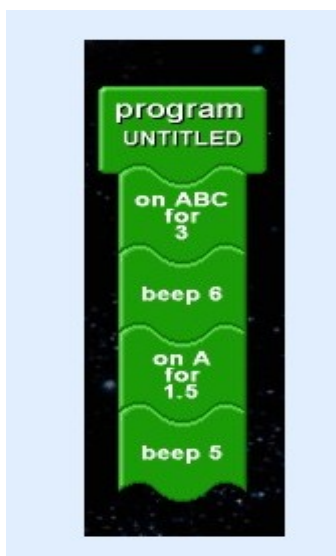 program
UNTITLED
on ABC
for
3
beep 6
on A
for
1.5
beep 5